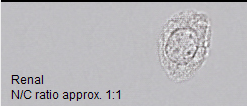 Renal
N/C ratio approx. 1:1